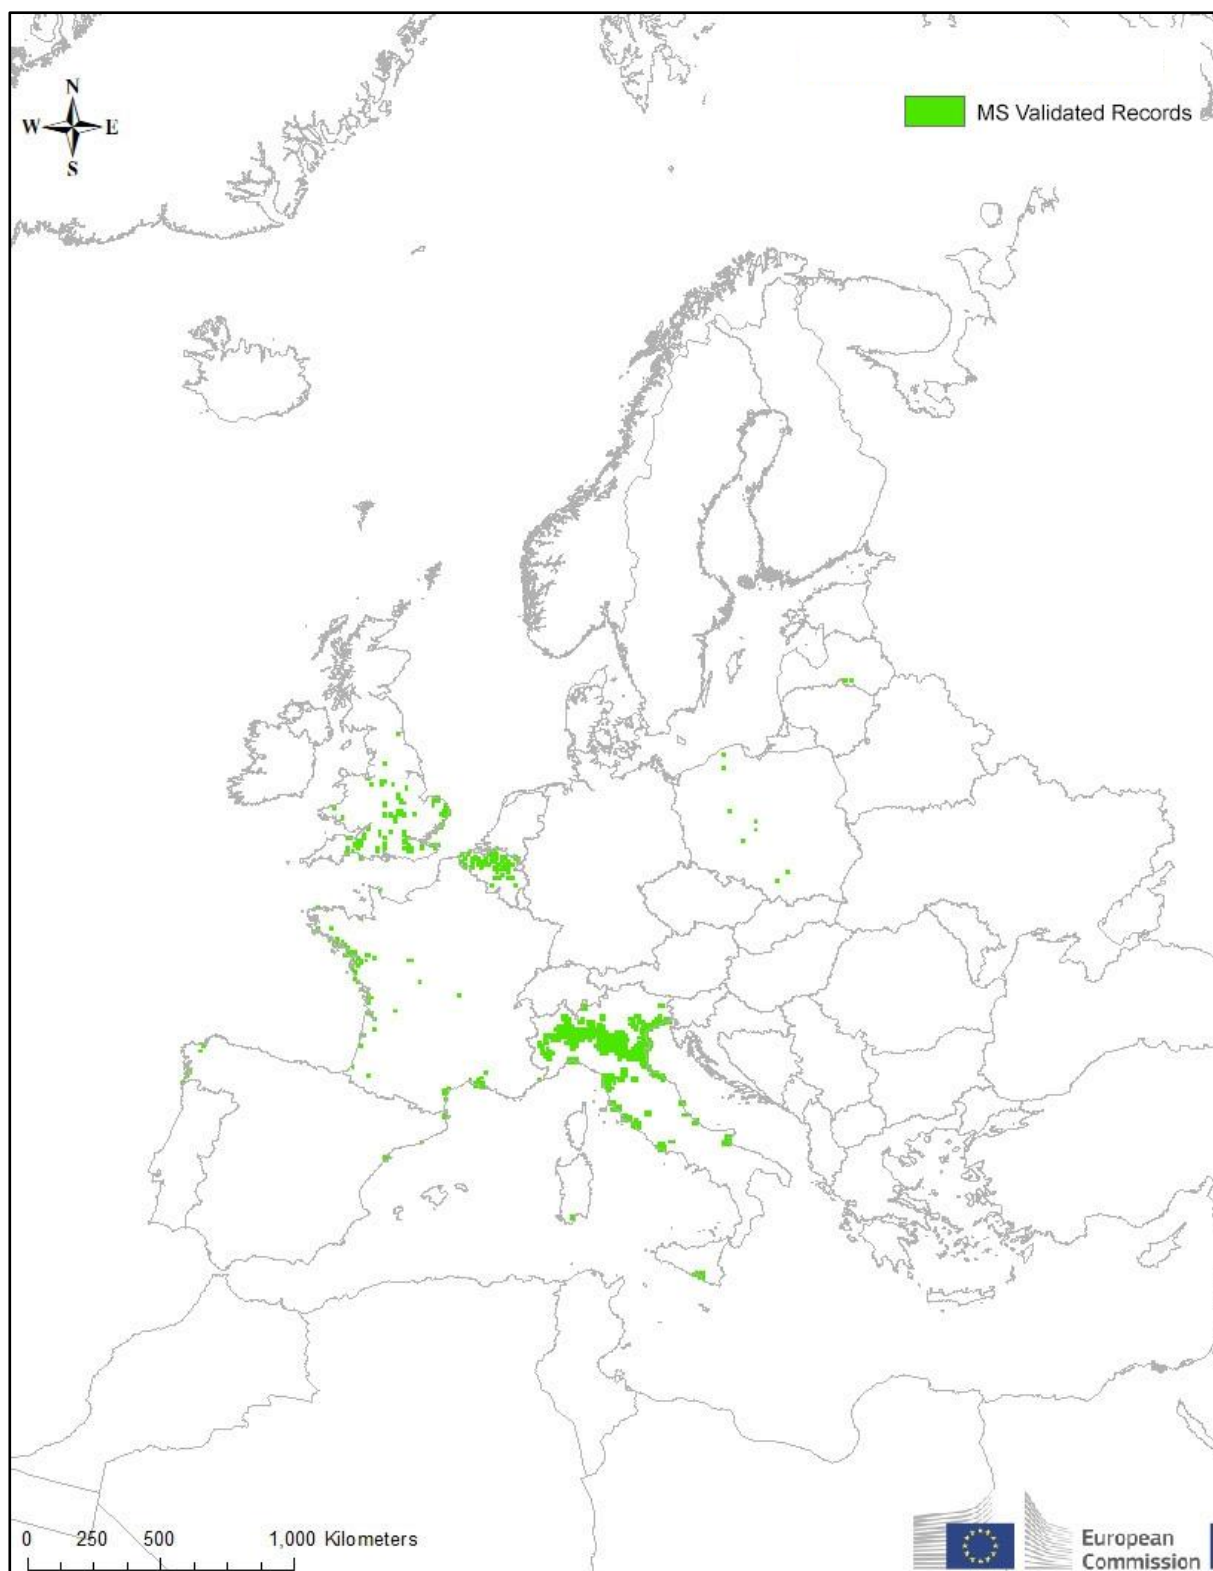 N
W E
S
MS Validated Records
0 250 500 1,000 Kilometers
European
Commission